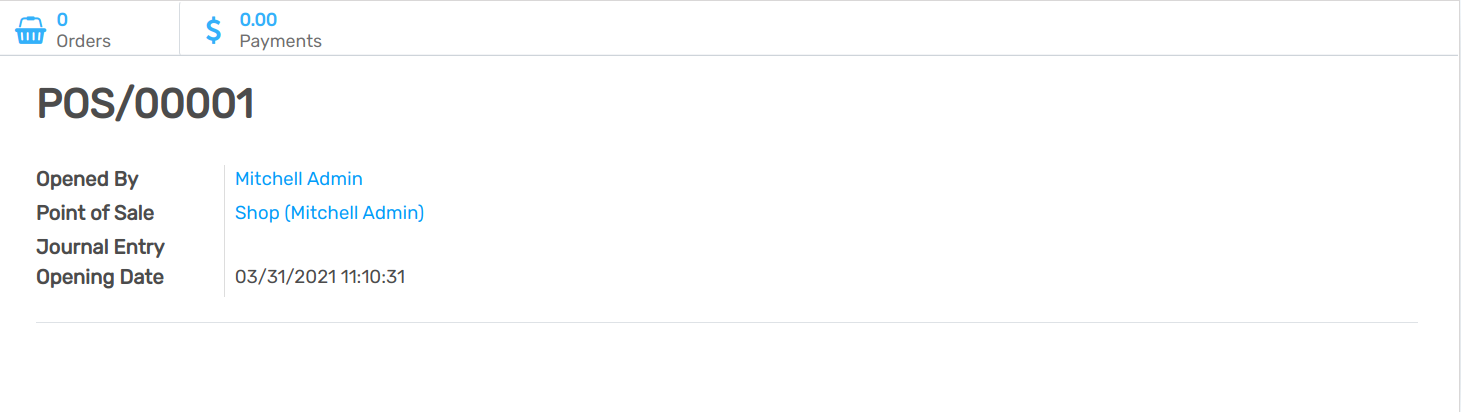 0
Orders
0.00
Payments
POS/00001
Opened By Mitchell Admin
Point of Sale Shop (Mitchell Admin)
Journal Entry
Opening Date 03/31/2021 11:10:31